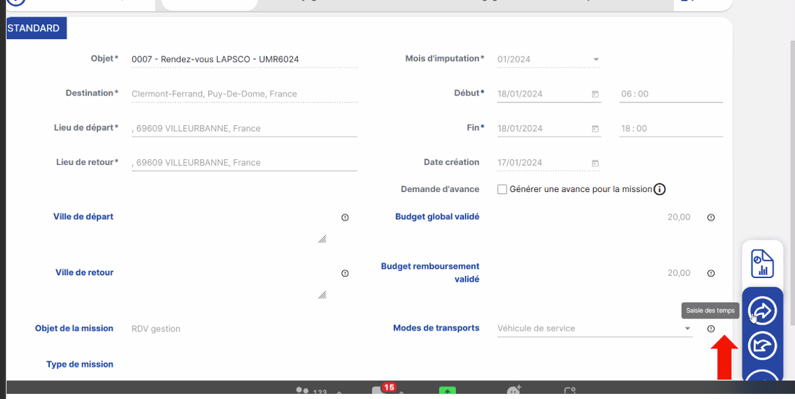 STANDARD
Objet* 0007 - Rendez-vous LAPSCO - UMR6024 Mois d'imputation* 01/2024
Destination* Clermont-Ferrand, Puy-De-Dome, France Début* 18/01/2024 06 : 00
Lieu de départ* , 69609 VILLEURBANNE, France Fin* 18/01/2024 18 : 00
Lieu de retour* , 69609 VILLEURBANNE, France Date création 17/01/2024
Demande d'avance Générer une avance pour la mission
Ville de départ Budget global validé 20,00
Ville de retour Budget remboursement validé 20,00
Saisie des temps
Objet de la mission RDV gestion Modes de transports Véhicule de service
Type de mission
123 15